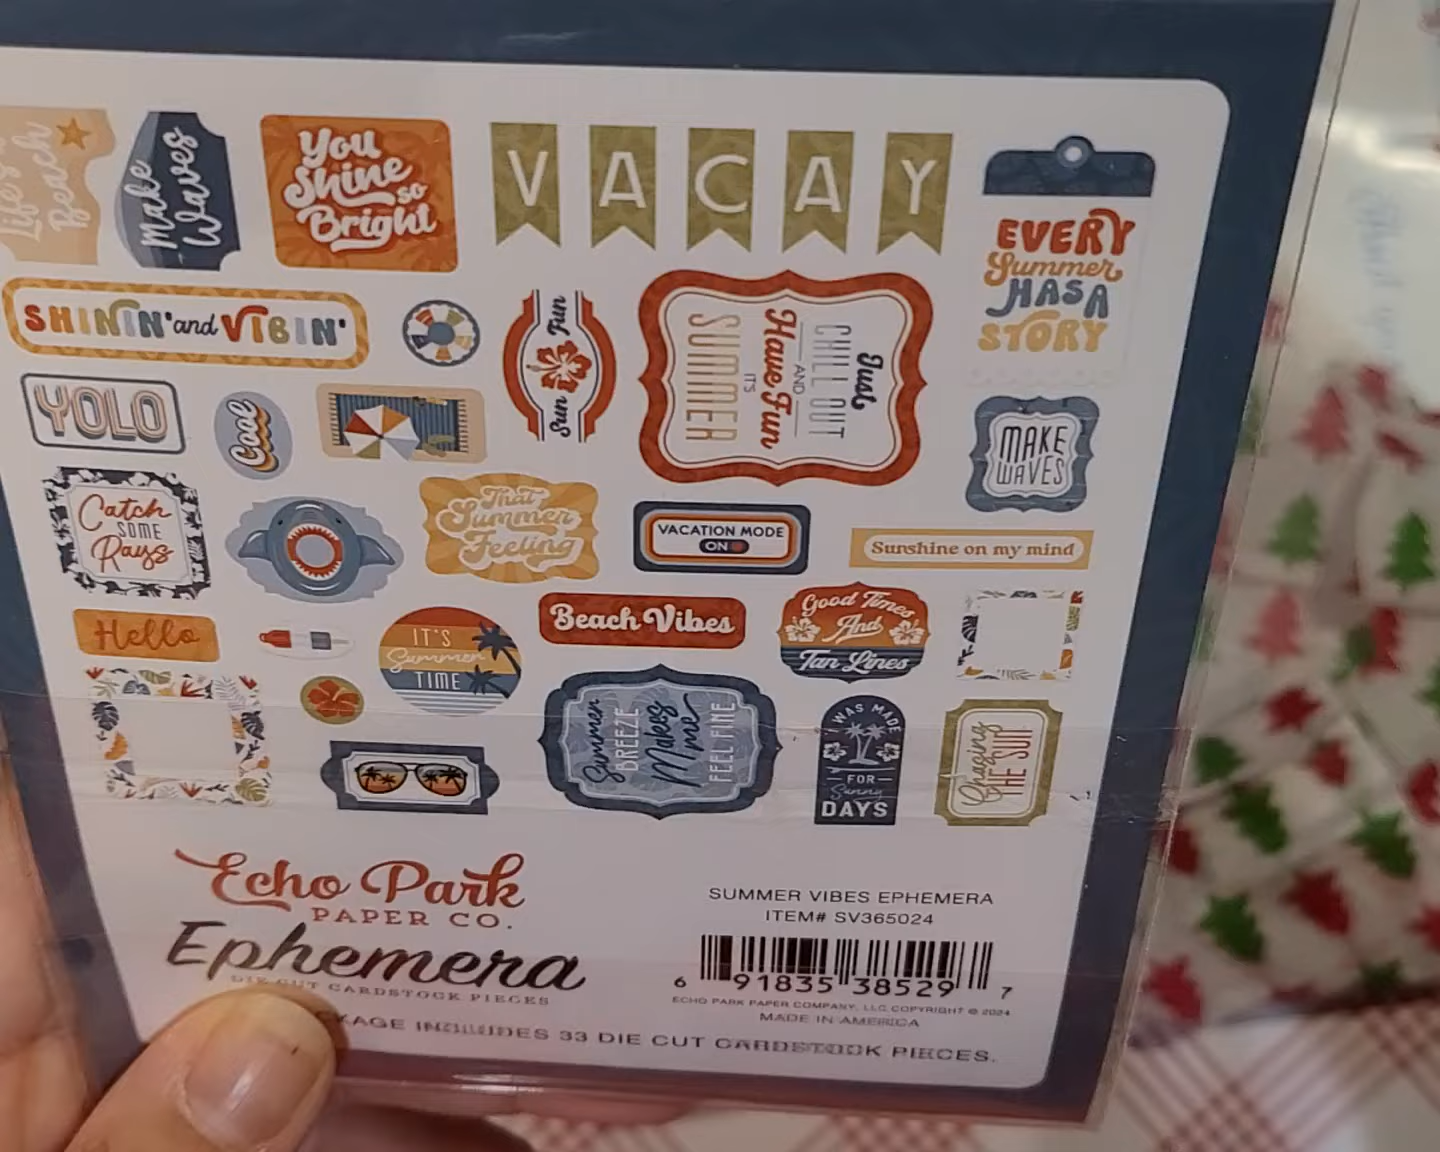 Life's a
Beach
Make
Waves
You
Shine
so
Bright
VACAY
EVERY
Summer
HAS A
STORY
SHININ' and VIBIN'
Sun Fun
Just
CHILL OUT
AND
Have Fun
IT'S
SUMMER
YOLO
Cool
MAKE
WAVES
Catch
SOME
Rays
That
Summer
Feeling
VACATION MODE
ON
Sunshine on my mind
Hello
IT'S
Summer
TIME
Beach Vibes
Good Times
And
Tan Lines
Summer
BREEZE
Makes
me
FEEL FINE
I WAS MADE
FOR
Sunny
DAYS
Chasing
THE SUN
Echo Park
PAPER CO.
Ephemera
DIE CUT CARDSTOCK PIECES
SUMMER VIBES EPHEMERA
ITEM# SV365024
6 91835 38529 7
ECHO PARK PAPER COMPANY, LLC COPYRIGHT © 2024
MADE IN AMERICA
KAGE INCLUDES 33 DIE CUT CARDSTOCK PIECES.